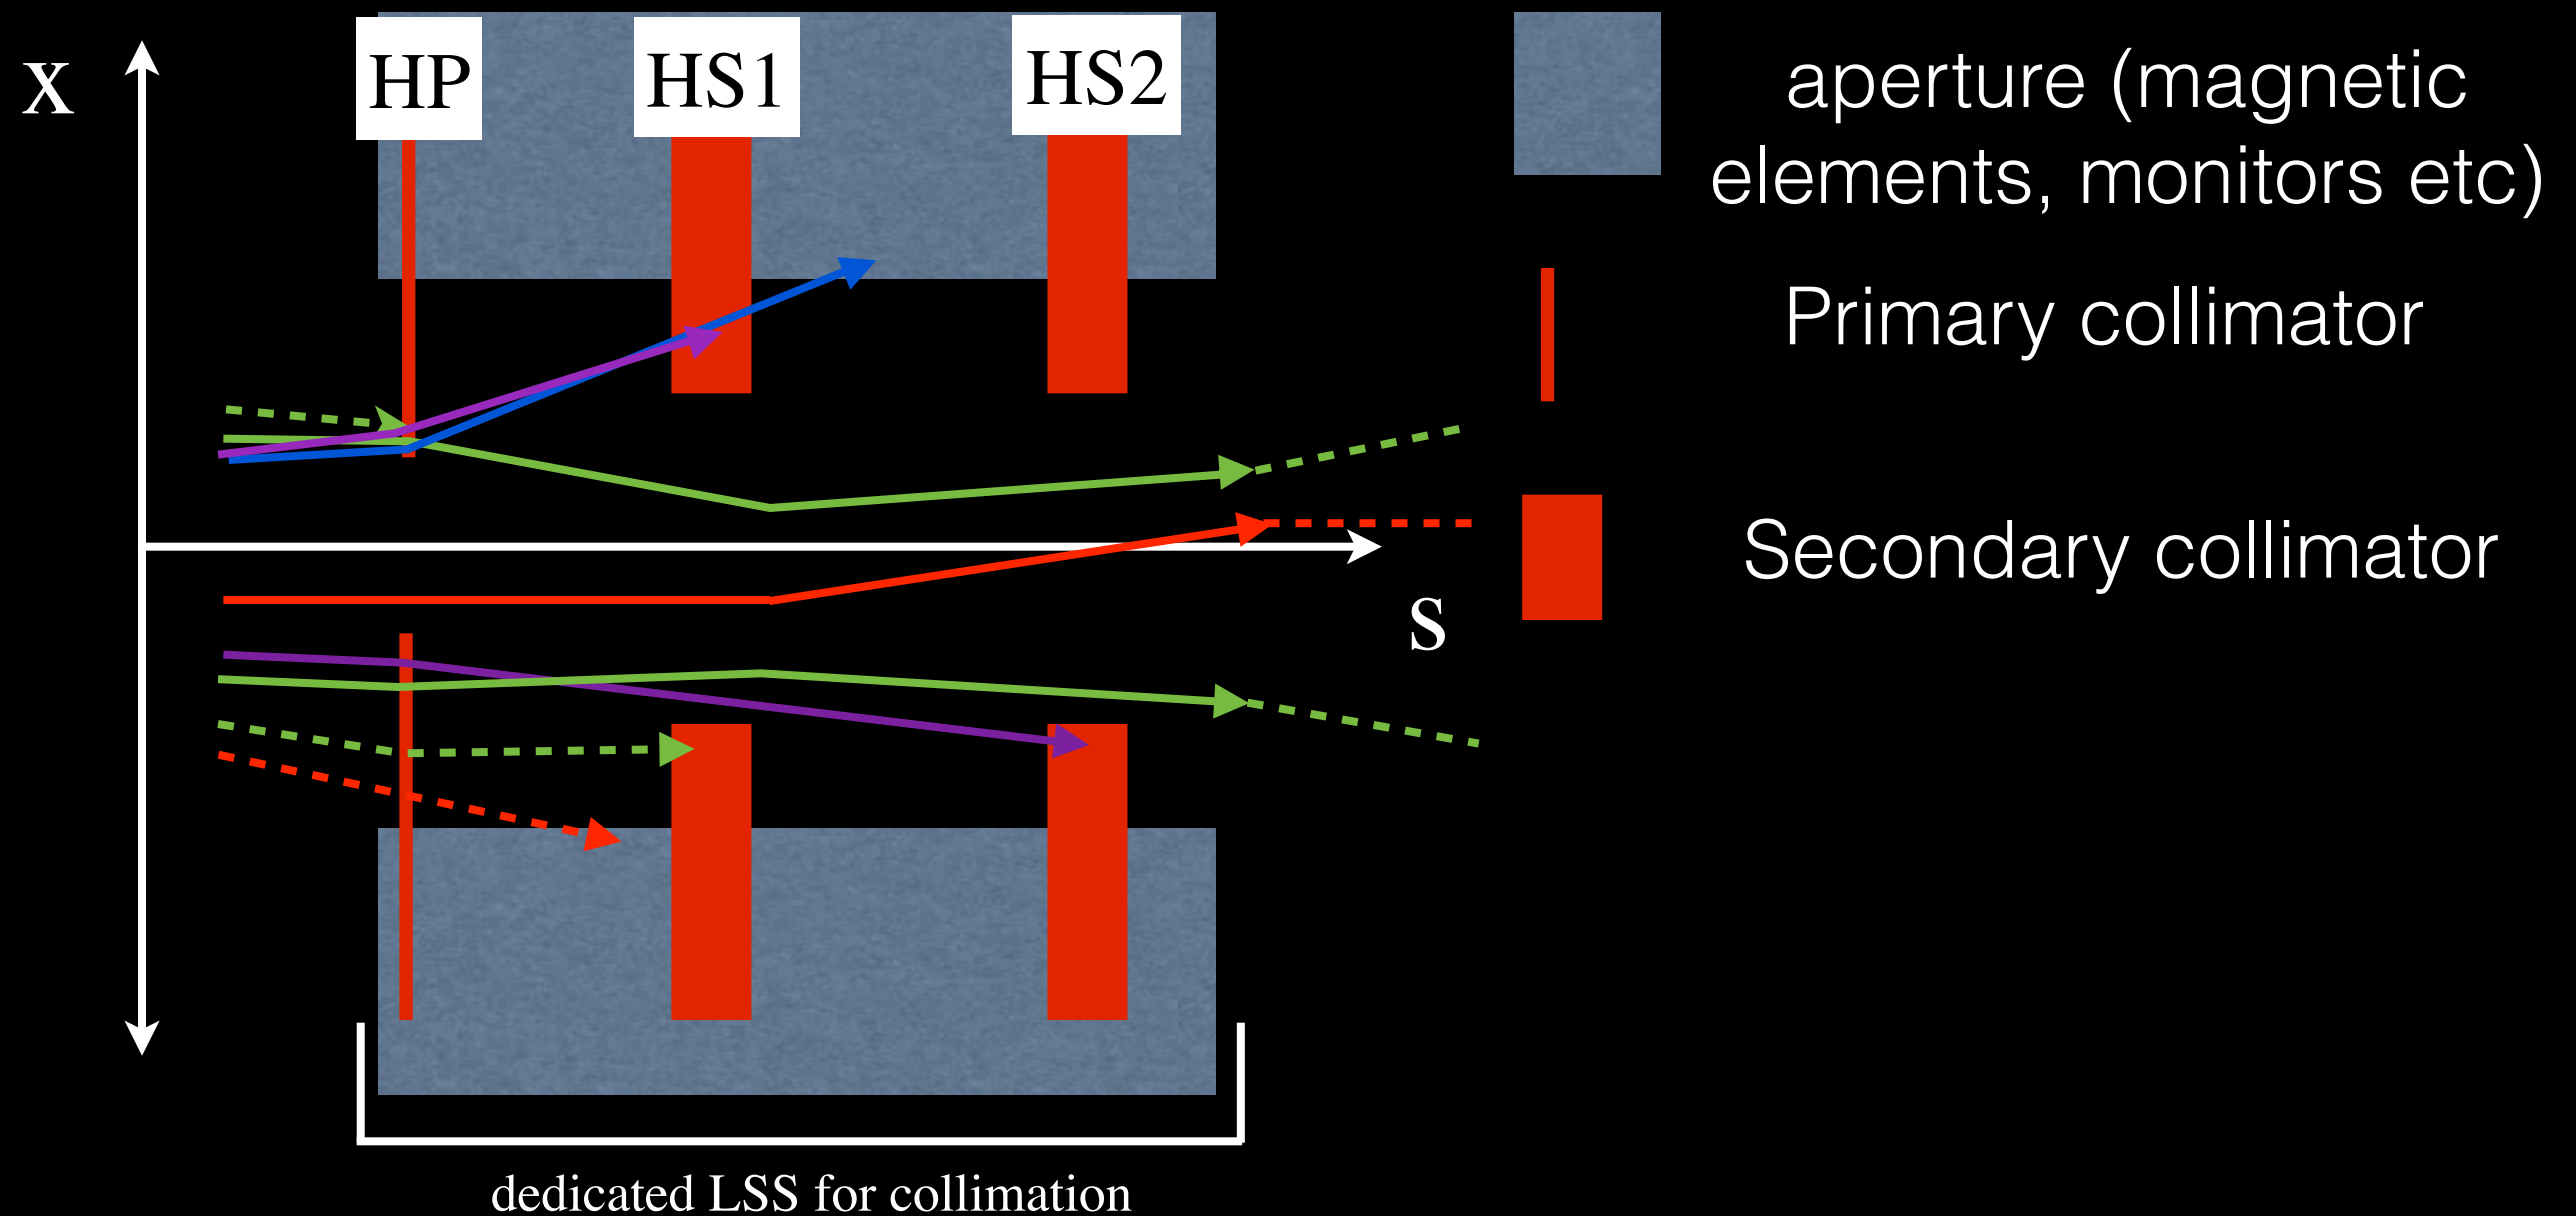 X
HP
HS1
HS2
aperture (magnetic
elements, monitors etc)
Primary collimator
Secondary collimator
S
dedicated LSS for collimation